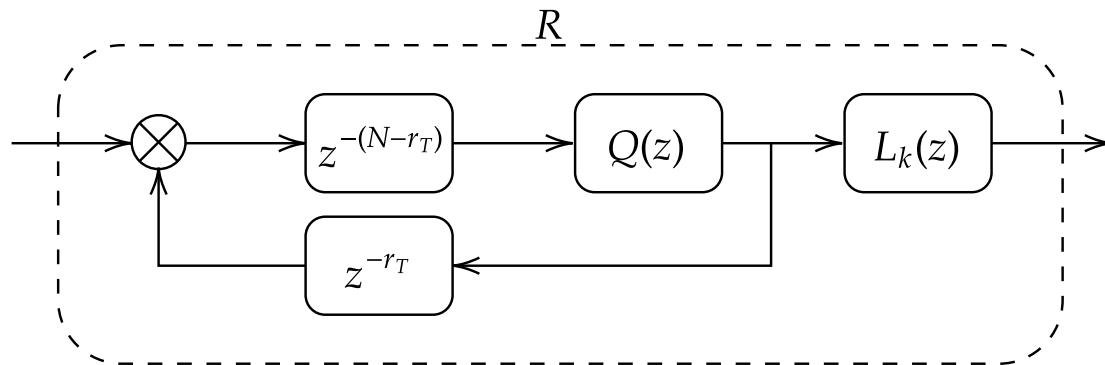 R
z^{-(N-r_T)}
Q(z)
L_k(z)
z^{-r_T}